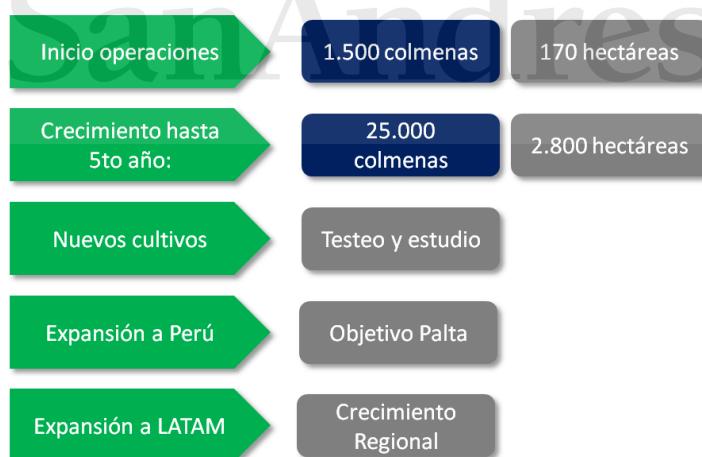 SanAndres
Inicio operaciones
1.500 colmenas
170 hectáreas
Crecimiento hasta
5to año:
25.000
colmenas
2.800 hectáreas
Nuevos cultivos
Testeo y estudio
Expansión a Perú
Objetivo Palta
Expansión a LATAM
Crecimiento
Regional